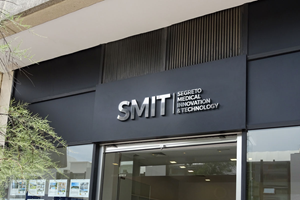 SMIT
SEGRETO
MEDICAL
INNOVATION
& TECHNOLOGY